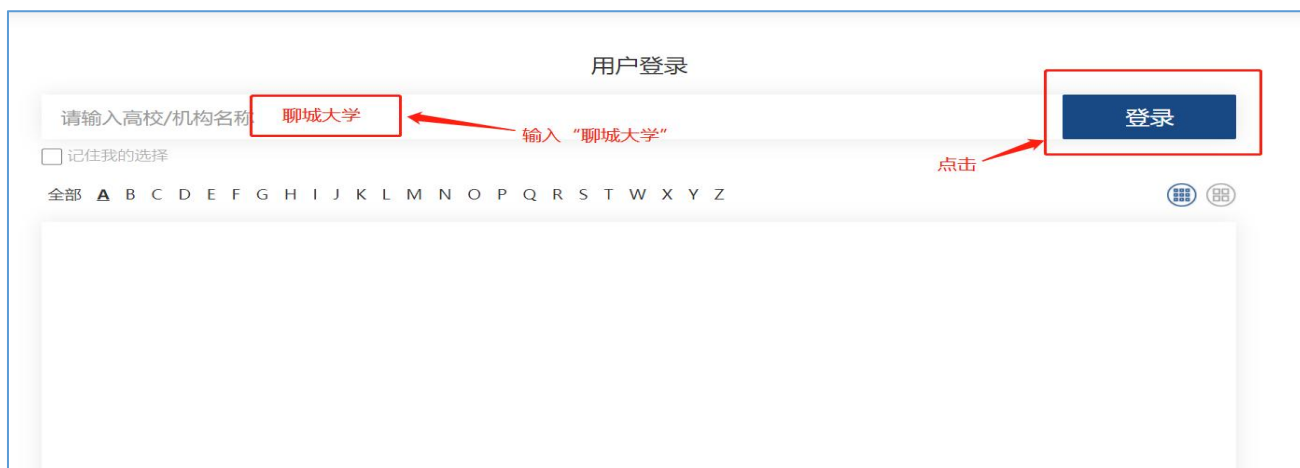 用户登录
请输入高校/机构名称 聊城大学
登录
输入“聊城大学”
记住我的选择
点击
全部 A B C D E F G H I J K L M N O P Q R S T W X Y Z